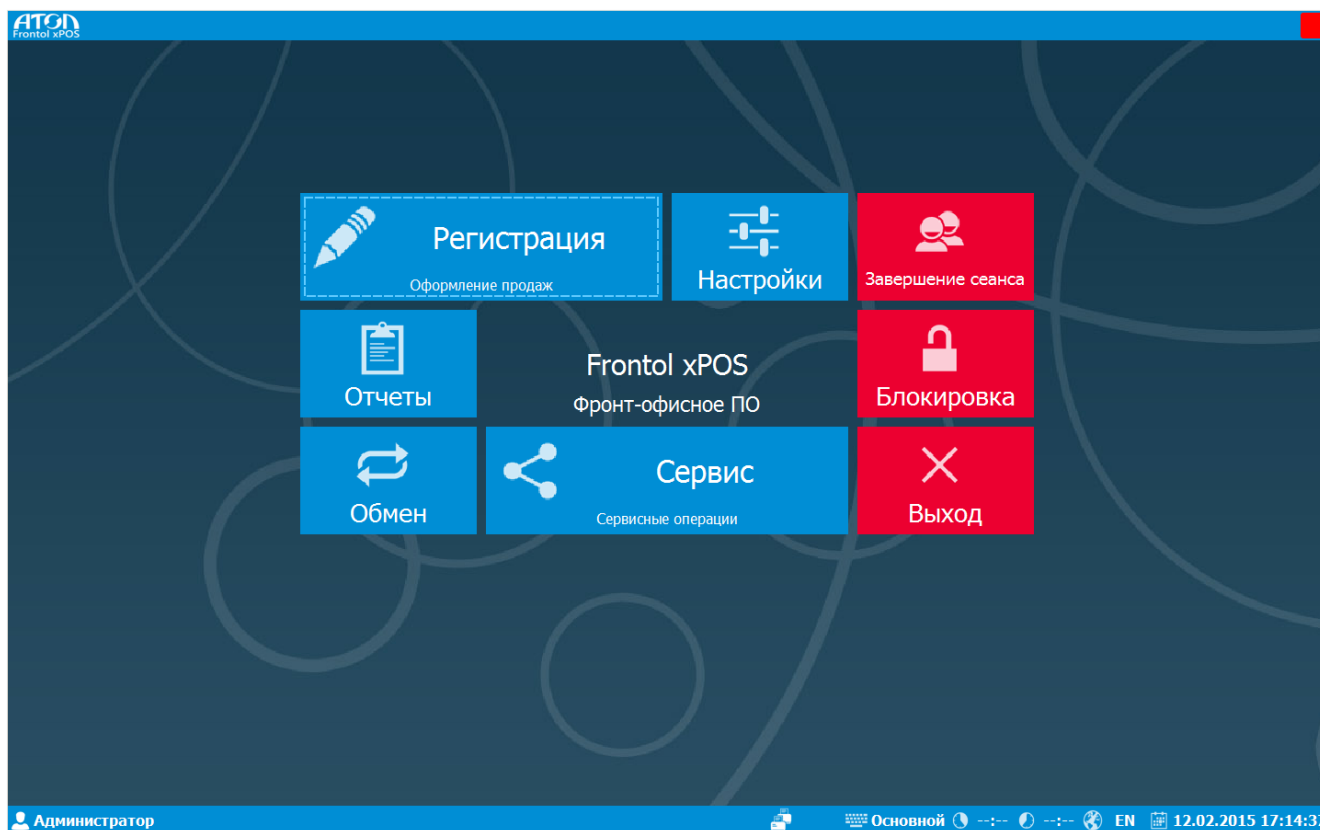 АТОЛ
Frontol xPOS
Регистрация
Оформление продаж
Настройки
Завершение сеанса
Отчеты
Frontol xPOS
Фронт-офисное ПО
Блокировка
Обмен
Сервис
Сервисные операции
Выход
Администратор
Основной --:-- --:-- EN 12.02.2015 17:14:37